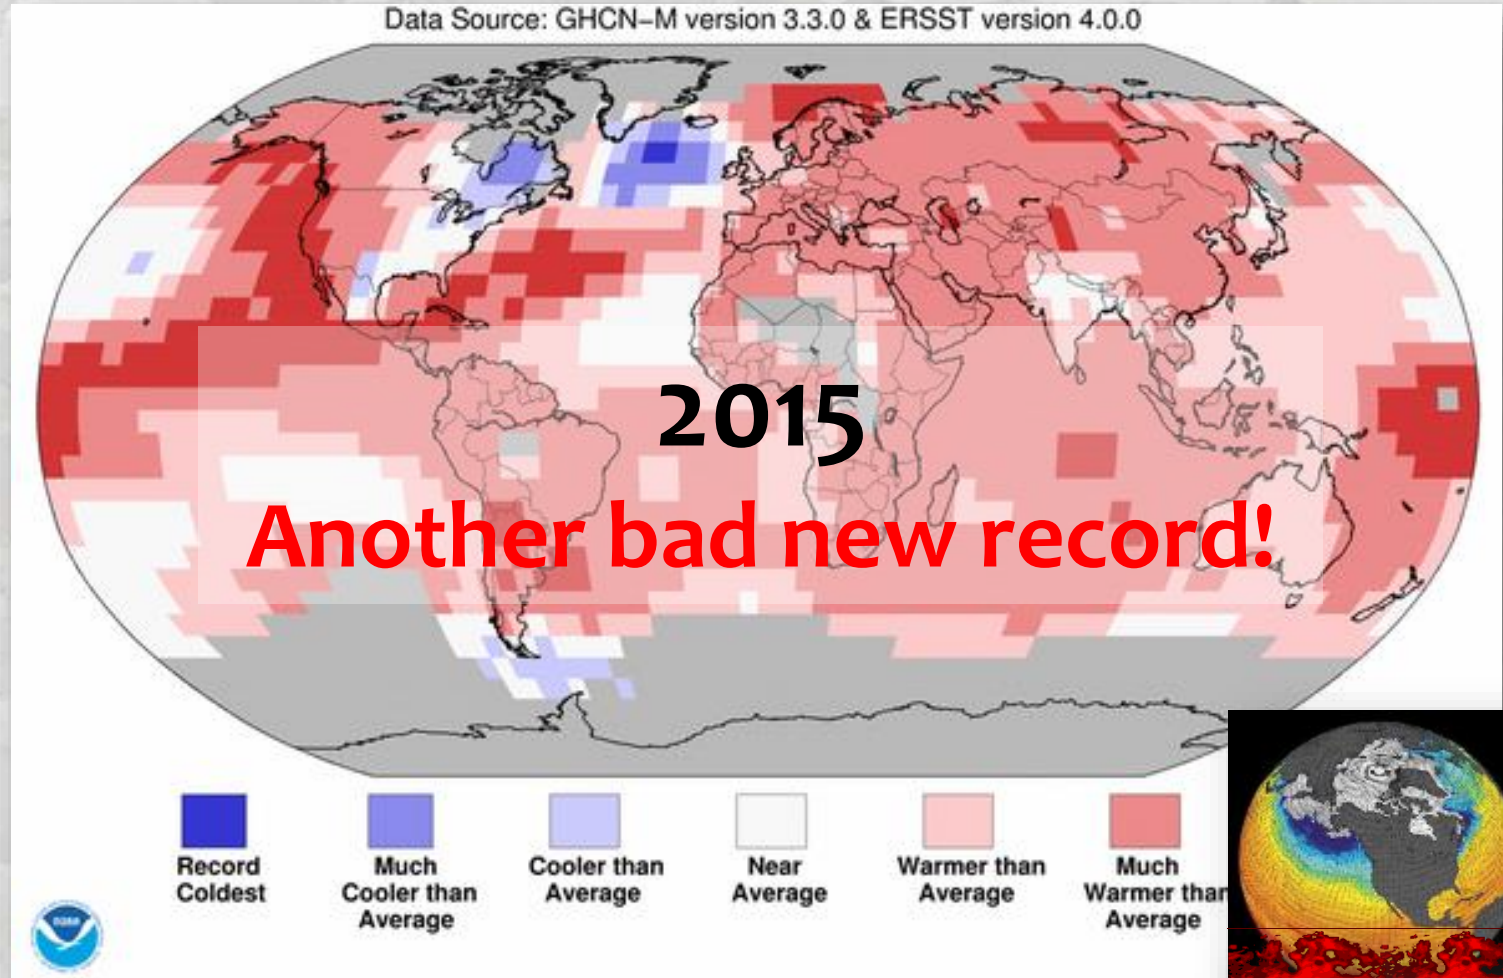 Data Source: GHCN–M version 3.3.0 & ERSST version 4.0.0
2015
Another bad new record!
Record
Coldest
Much
Cooler than
Average
Cooler than
Average
Near
Average
Warmer than
Average
Much
Warmer than
Average
noaa